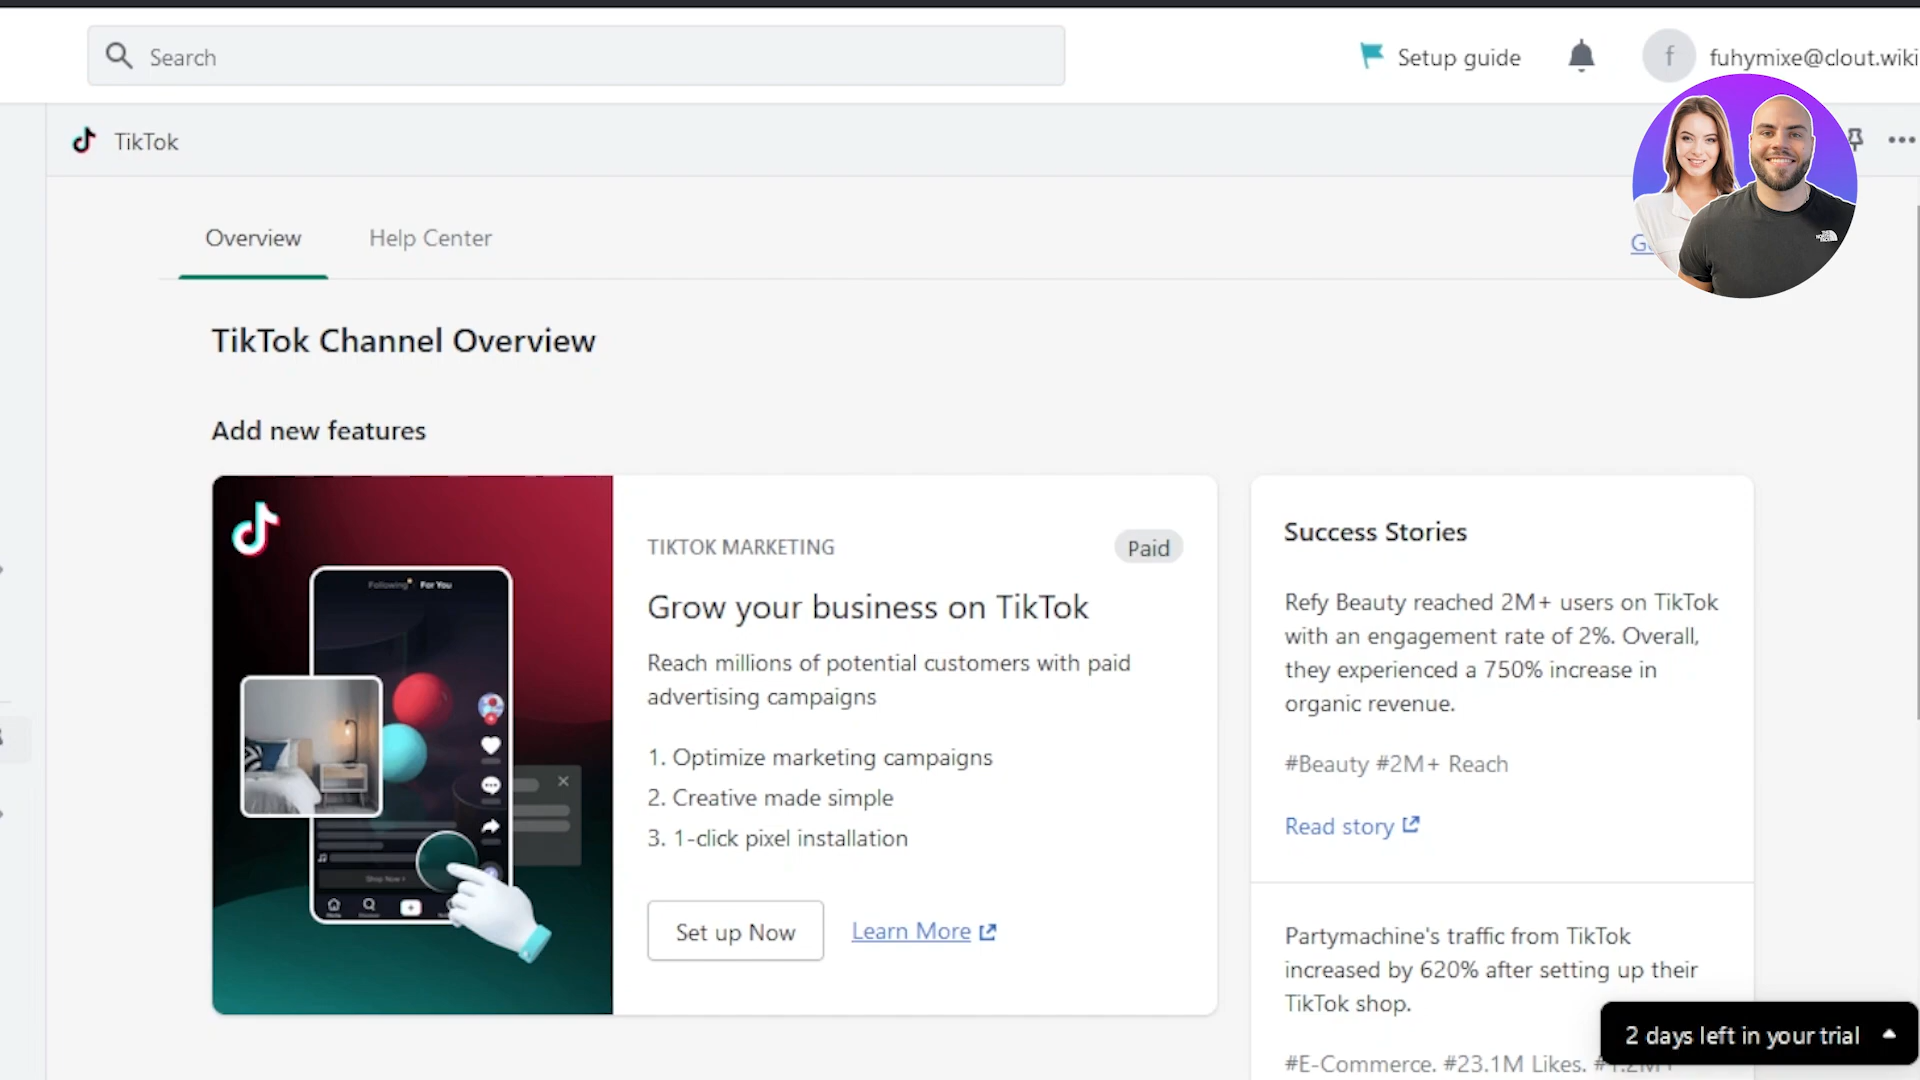 Search
Setup guide
f
fuhymixe@clout.wiki
TikTok
Overview
Help Center
TikTok Channel Overview
Add new features
Following
For You
Shop Now
TIKTOK MARKETING
Paid
Grow your business on TikTok
Reach millions of potential customers with paid
advertising campaigns
1. Optimize marketing campaigns
2. Creative made simple
3. 1-click pixel installation
Set up Now
Learn More
Success Stories
Refy Beauty reached 2M+ users on TikTok
with an engagement rate of 2%. Overall,
they experienced a 750% increase in
organic revenue.
#Beauty #2M+ Reach
Read story
Partymachine's traffic from TikTok
increased by 620% after setting up their
TikTok shop.
#E-Commerce. #23.1M Likes.
2 days left in your trial